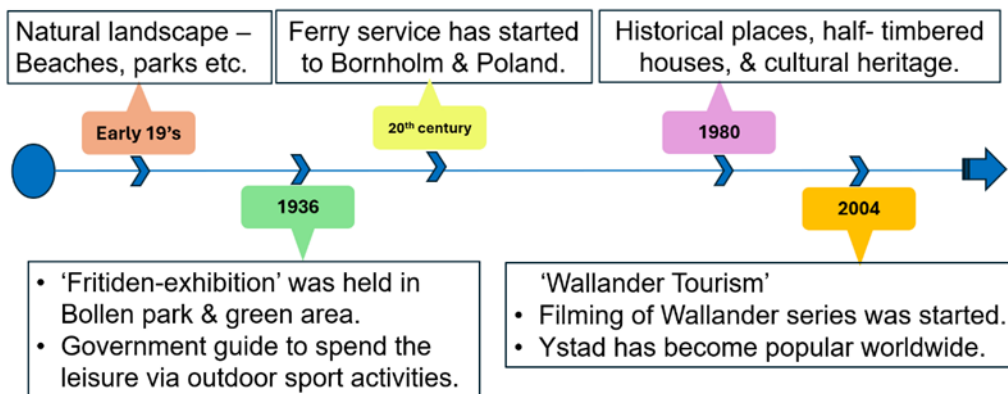 Natural landscape –
Beaches, parks etc.
Ferry service has started
to Bornholm & Poland.
Historical places, half- timbered
houses, & cultural heritage.
Early 19's
20th century
1980
1936
2004
• 'Fritiden-exhibition' was held in
Bollen park & green area.
• Government guide to spend the
leisure via outdoor sport activities.
'Wallander Tourism'
• Filming of Wallander series was started.
• Ystad has become popular worldwide.